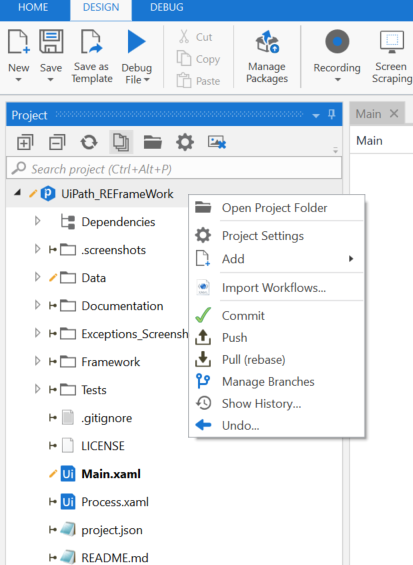 HOME DESIGN DEBUG
New Save Save as Template Debug File Cut Copy Paste Manage Packages Recording Screen Scraping
Project
Main
Search project (Ctrl+Alt+P)
Main
UiPath_REFrameWork
Dependencies
.screenshots
Data
Documentation
Exceptions_Screensh
Framework
Tests
.gitignore
LICENSE
Main.xaml
Process.xaml
project.json
README.md
Open Project Folder
Project Settings
Add
Import Workflows...
Commit
Push
Pull (rebase)
Manage Branches
Show History...
Undo...